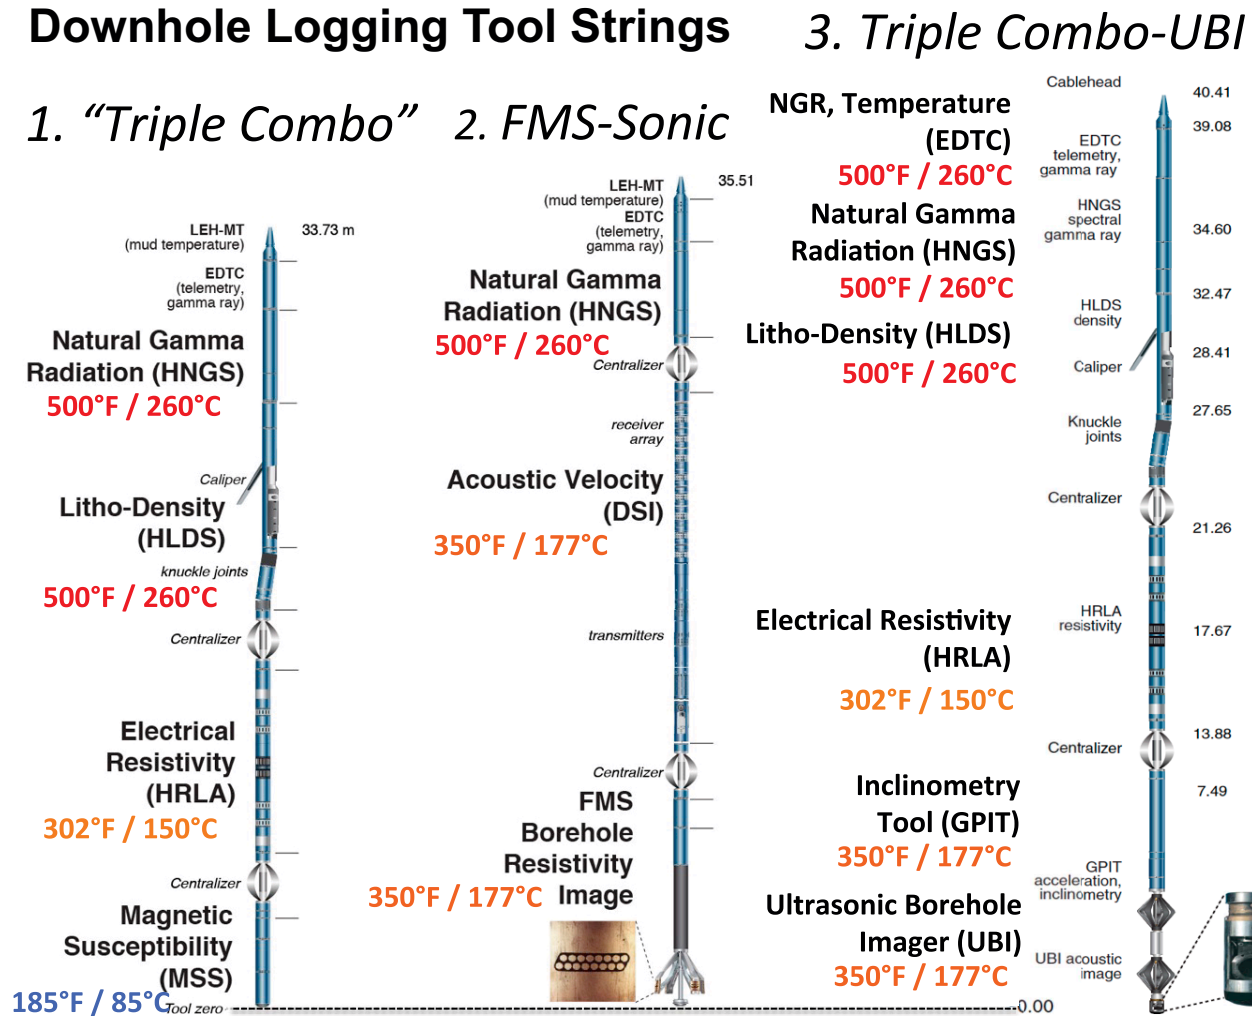 Downhole Logging Tool Strings
1. “Triple Combo”
LEH-MT
(mud temperature)
33.73 m
EDTC
(telemetry,
gamma ray)
Natural Gamma
Radiation (HNGS)
500°F / 260°C
Caliper
Litho-Density
(HLDS)
knuckle joints
500°F / 260°C
Centralizer
Electrical
Resistivity
(HRLA)
302°F / 150°C
Centralizer
Magnetic
Susceptibility
(MSS)
185°F / 85°C
Tool zero
2. FMS-Sonic
LEH-MT
(mud temperature)
35.51
EDTC
(telemetry,
gamma ray)
Natural Gamma
Radiation (HNGS)
500°F / 260°C
Centralizer
receiver
array
Acoustic Velocity
(DSI)
350°F / 177°C
transmitters
Centralizer
FMS
Borehole
Resistivity
Image
350°F / 177°C
3. Triple Combo-UBI
NGR, Temperature
(EDTC)
500°F / 260°C
Natural Gamma
Radiation (HNGS)
500°F / 260°C
Litho-Density (HLDS)
500°F / 260°C
Electrical Resistivity
(HRLA)
302°F / 150°C
Inclinometry
Tool (GPIT)
350°F / 177°C
Ultrasonic Borehole
Imager (UBI)
350°F / 177°C
Cablehead
EDTC
telemetry,
gamma ray
HNGS
spectral
gamma ray
HLDS
density
Caliper
Knuckle
joints
Centralizer
HRLA
resistivity
Centralizer
GPIT
acceleration,
inclinometry
UBI acoustic
image
40.41
39.08
34.60
32.47
28.41
27.65
21.26
17.67
13.88
7.49
0.00